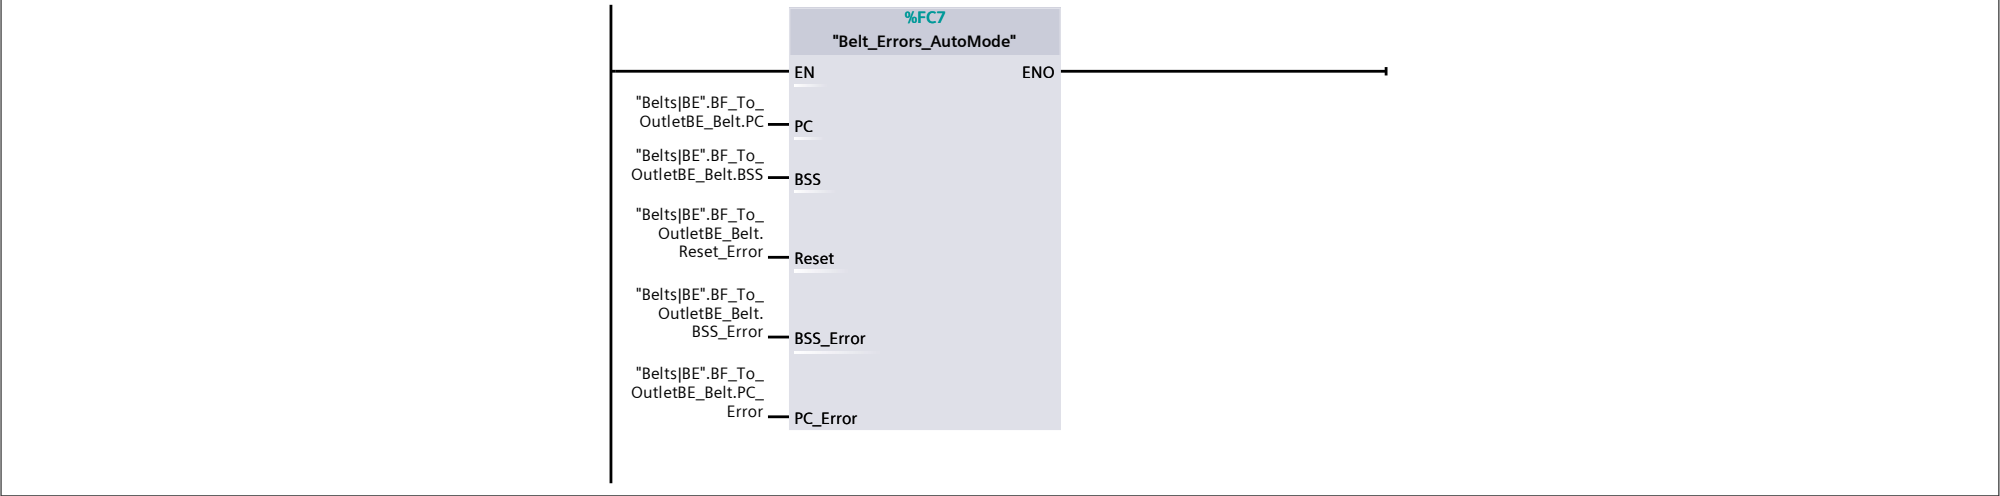 %FC7
"Belt_Errors_AutoMode"
EN
ENO
"Belts|BE".BF_To_
OutletBE_Belt.PC
PC
"Belts|BE".BF_To_
OutletBE_Belt.BSS
BSS
"Belts|BE".BF_To_
OutletBE_Belt.
Reset_Error
Reset
"Belts|BE".BF_To_
OutletBE_Belt.
BSS_Error
BSS_Error
"Belts|BE".BF_To_
OutletBE_Belt.PC_
Error
PC_Error